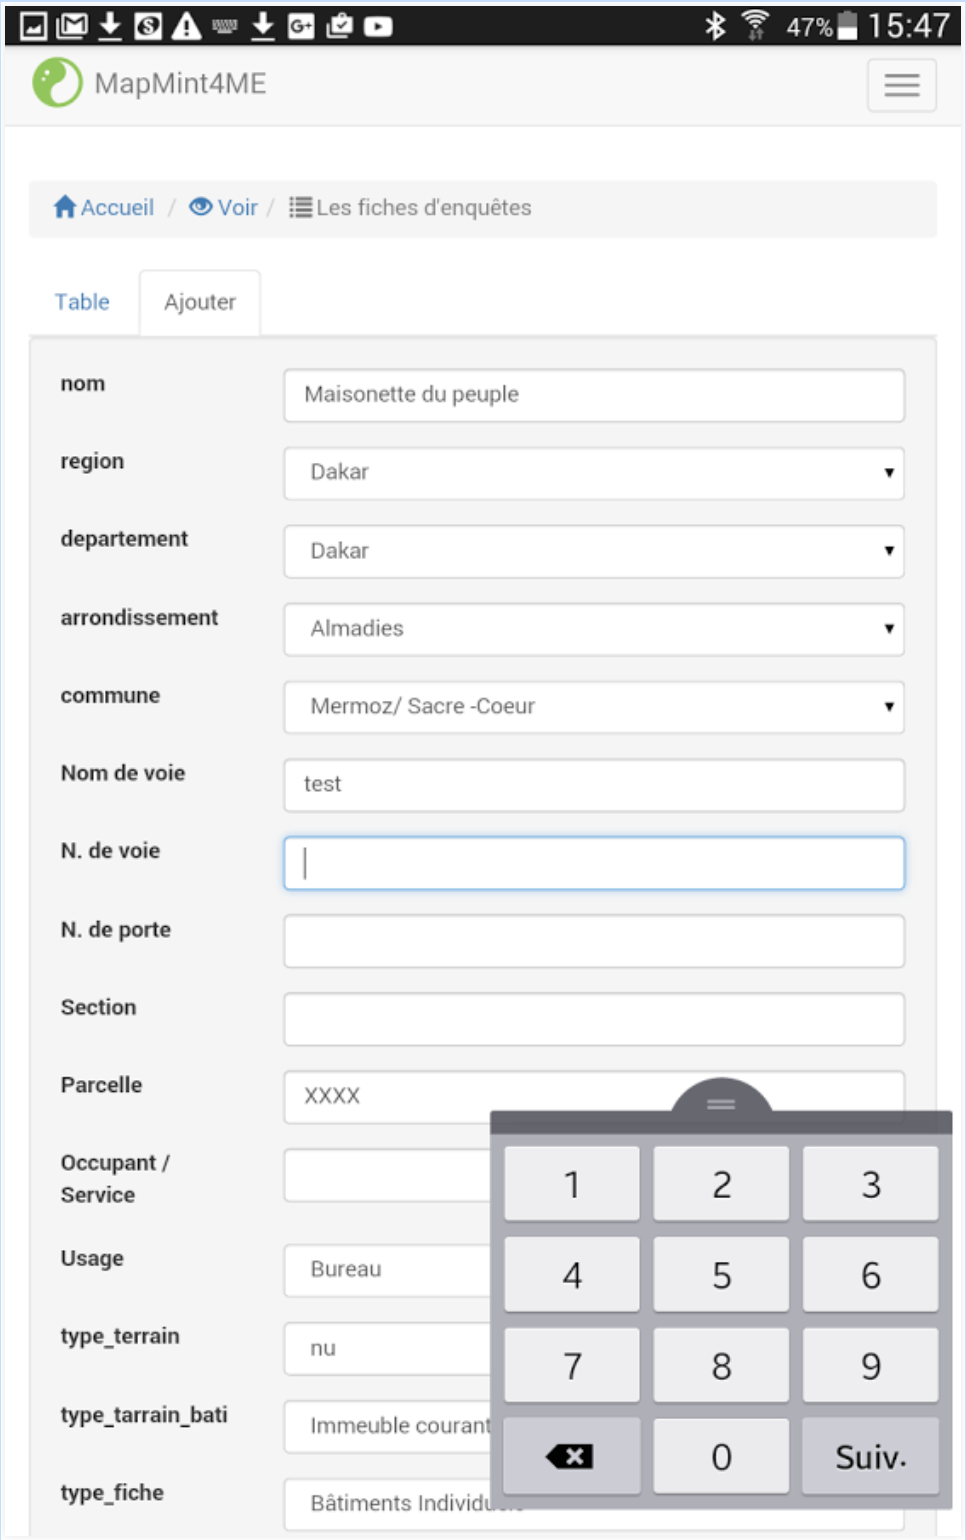 47% 15:47
MapMint4ME
Accueil / Voir / Les fiches d'enquêtes
Table Ajouter
nom Maisonette du peuple
region Dakar
departement Dakar
arrondissement Almadies
commune Mermoz/ Sacre -Coeur
Nom de voie test
N. de voie
N. de porte
Section
Parcelle XXXX
Occupant /
Service
Usage Bureau
type_terrain nu
type_tarrain_bati Immeuble courant
type_fiche Bâtiments
1 2 3
4 5 6
7 8 9
0 Suiv.